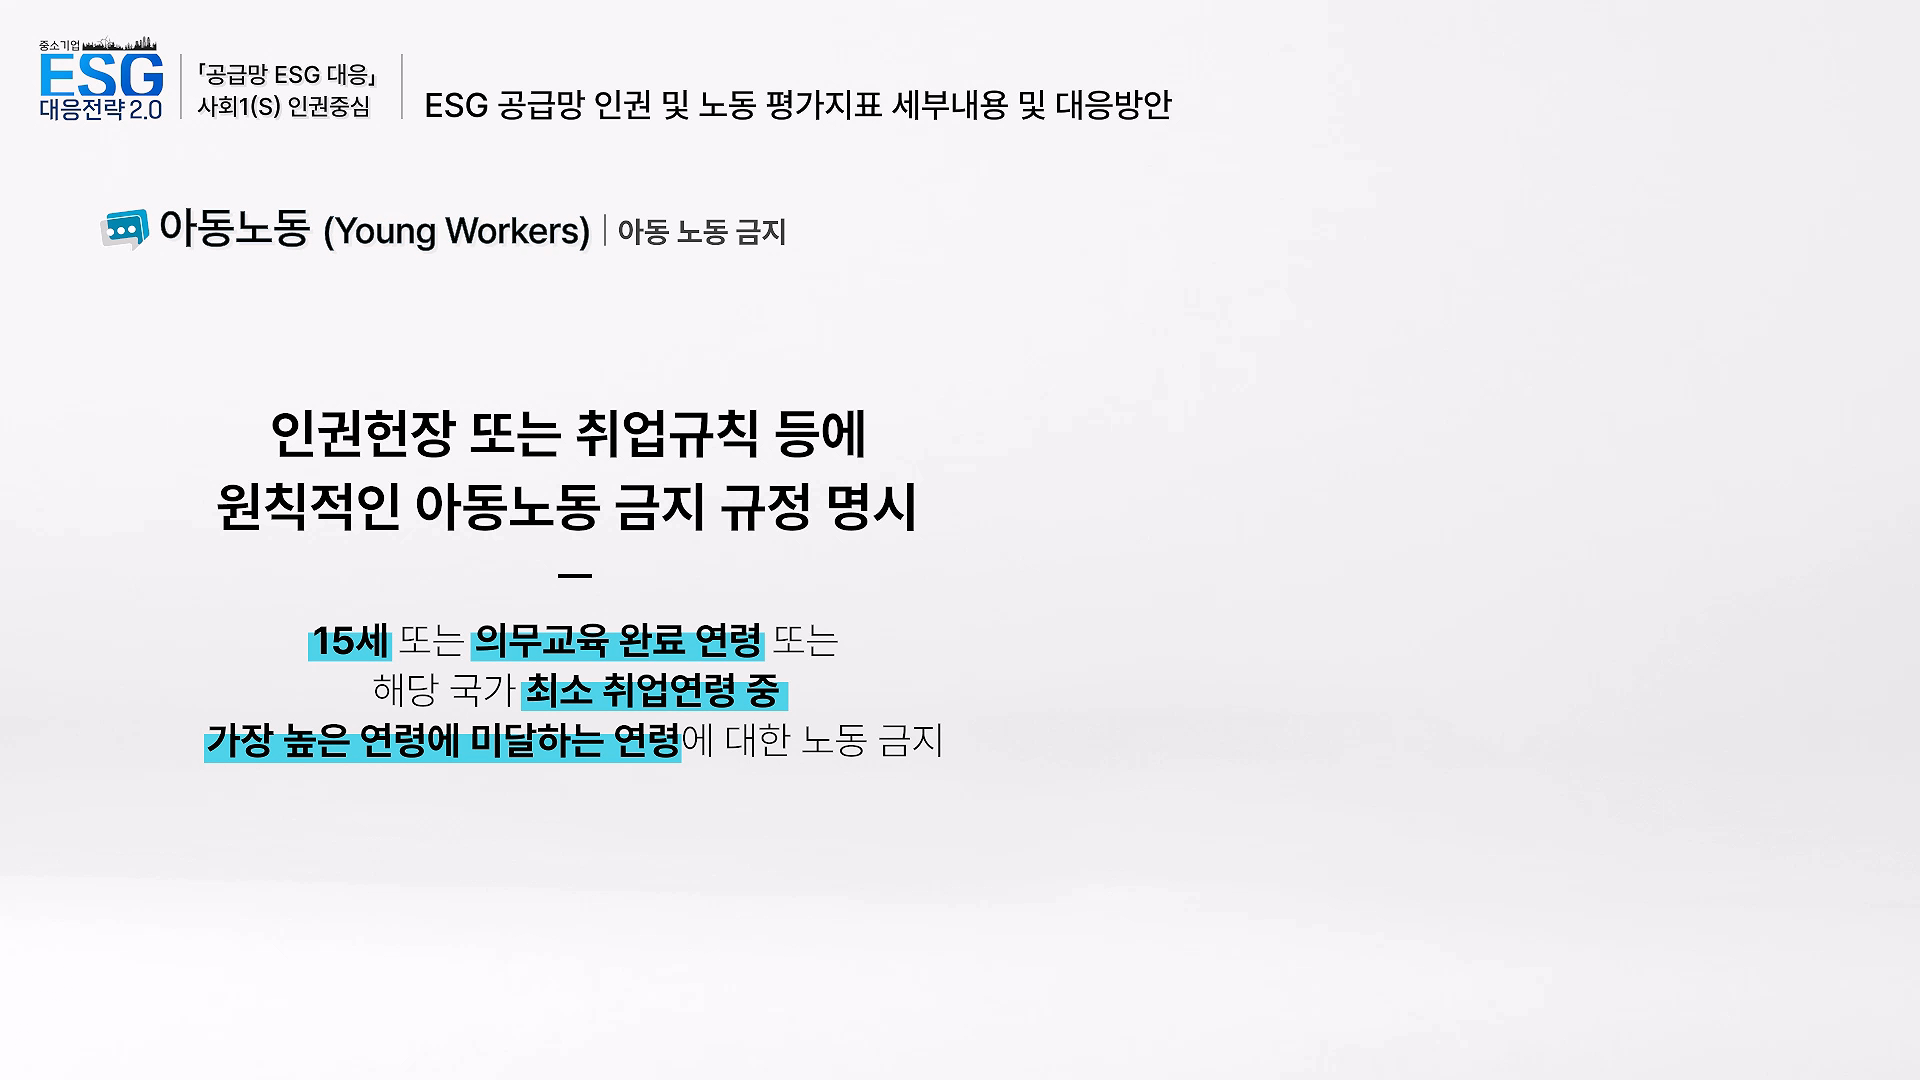 중소기업
ESG
대응전략 2.0
「공급망 ESG 대응」
사회1(S) 인권중심
ESG 공급망 인권 및 노동 평가지표 세부내용 및 대응방안
아동노동 (Young Workers) | 아동 노동 금지
인권헌장 또는 취업규칙 등에
원칙적인 아동노동 금지 규정 명시
15세 또는 의무교육 완료 연령 또는
해당 국가 최소 취업연령 중
가장 높은 연령에 미달하는 연령에 대한 노동 금지